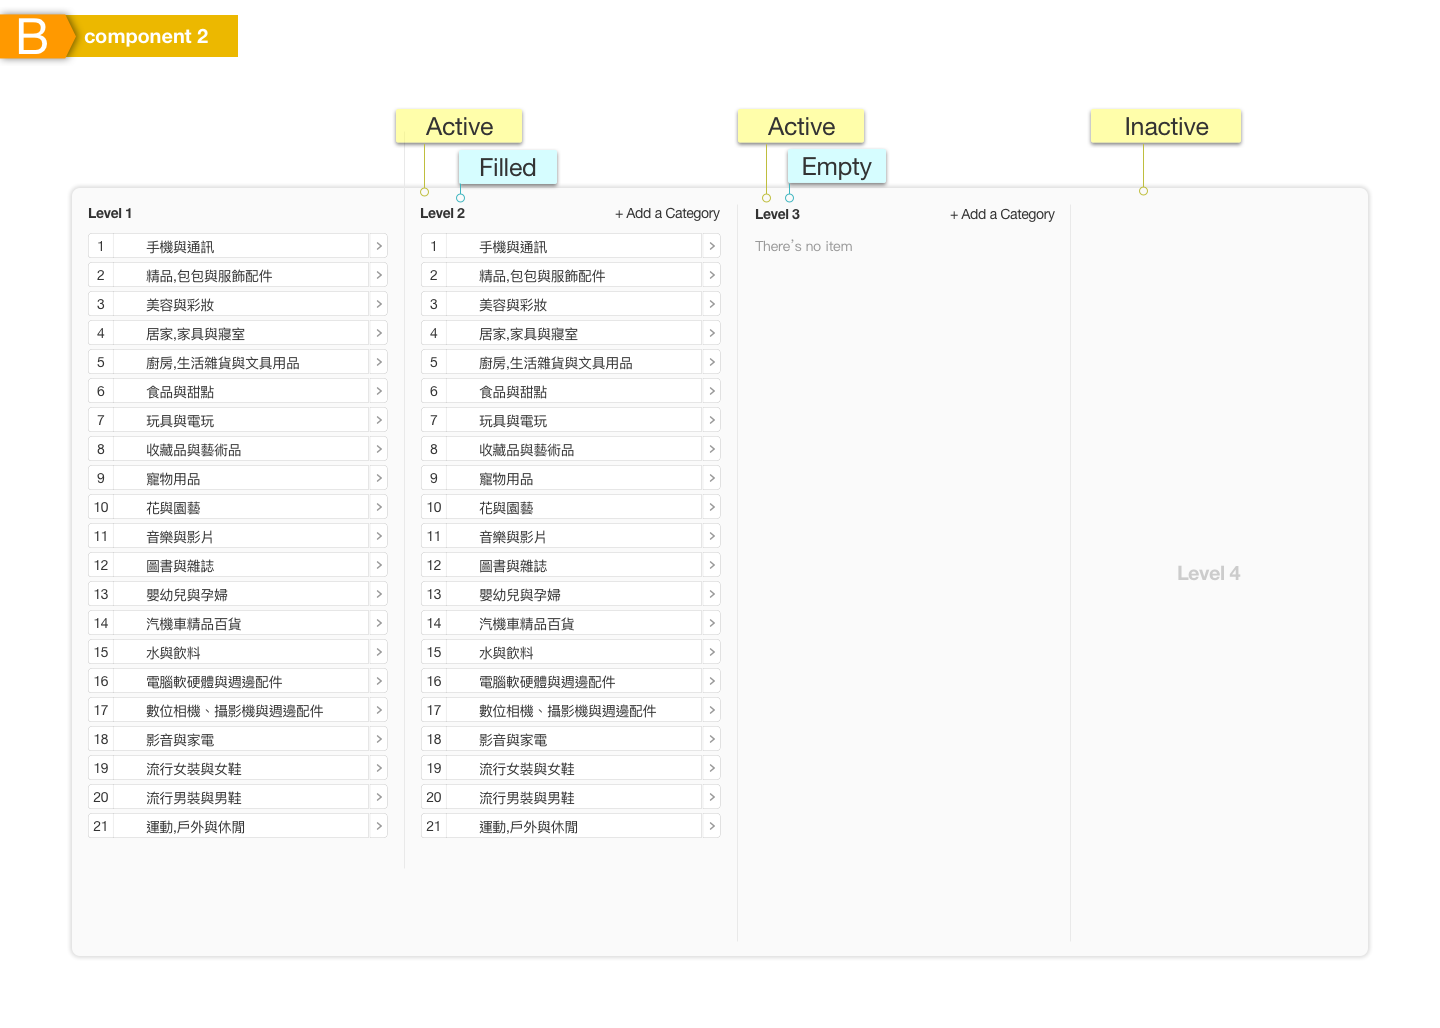 B component 2
Active
Active
Inactive
Filled
Empty
Level 1
1 手機與通訊
2 精品,包包與服飾配件
3 美容與彩妝
4 居家,家具與寢室
5 廚房,生活雜貨與文具用品
6 食品與甜點
7 玩具與電玩
8 收藏品與藝術品
9 寵物用品
10 花與園藝
11 音樂與影片
12 圖書與雜誌
13 嬰幼兒與孕婦
14 汽機車精品百貨
15 水與飲料
16 電腦軟硬體與週邊配件
17 數位相機、攝影機與週邊配件
18 影音與家電
19 流行女裝與女鞋
20 流行男裝與男鞋
21 運動,戶外與休閒
Level 2 + Add a Category
1 手機與通訊
2 精品,包包與服飾配件
3 美容與彩妝
4 居家,家具與寢室
5 廚房,生活雜貨與文具用品
6 食品與甜點
7 玩具與電玩
8 收藏品與藝術品
9 寵物用品
10 花與園藝
11 音樂與影片
12 圖書與雜誌
13 嬰幼兒與孕婦
14 汽機車精品百貨
15 水與飲料
16 電腦軟硬體與週邊配件
17 數位相機、攝影機與週邊配件
18 影音與家電
19 流行女裝與女鞋
20 流行男裝與男鞋
21 運動,戶外與休閒
Level 3 + Add a Category
There's no item
Level 4